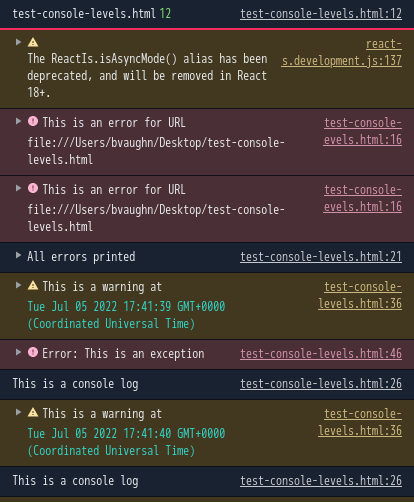 test-console-levels.html 12 test-console-levels.html:12
react-
The ReactIs.isAsyncMode() alias has been s.development.js:137
deprecated, and will be removed in React
18+.
This is an error for URL test-console-
file:///Users/bvaughn/Desktop/test-console- levels.html:16
levels.html
This is an error for URL test-console-
file:///Users/bvaughn/Desktop/test-console- levels.html:16
levels.html
All errors printed test-console-levels.html:21
This is a warning at test-console-
Tue Jul 05 2022 17:41:39 GMT+0000 levels.html:36
(Coordinated Universal Time)
Error: This is an exception test-console-levels.html:46
This is a console log test-console-levels.html:26
This is a warning at test-console-
Tue Jul 05 2022 17:41:40 GMT+0000 levels.html:36
(Coordinated Universal Time)
This is a console log test-console-levels.html:26